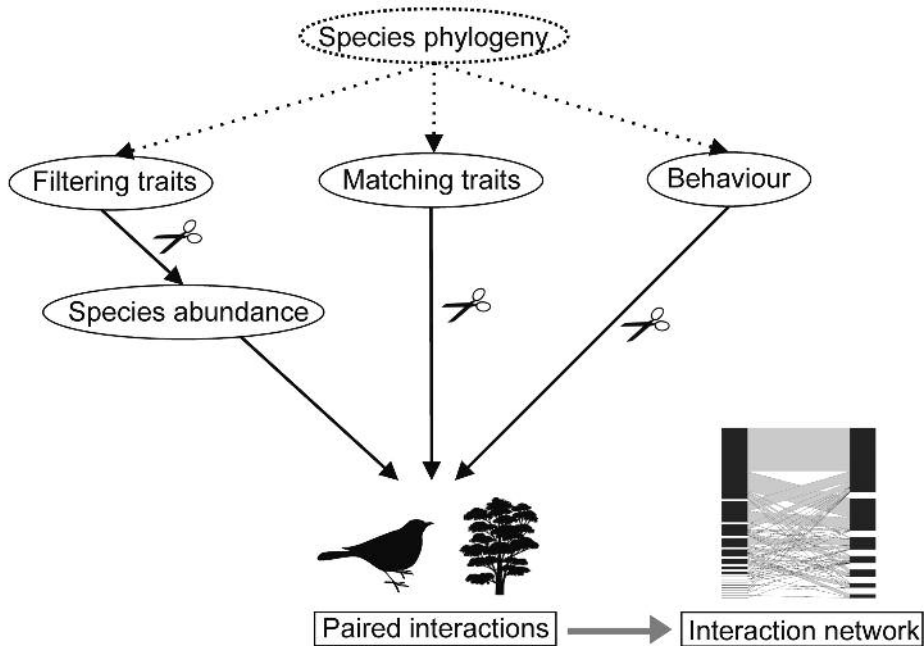 Species phylogeny
Filtering traits
Matching traits
Behaviour
Species abundance
Paired interactions
Interaction network